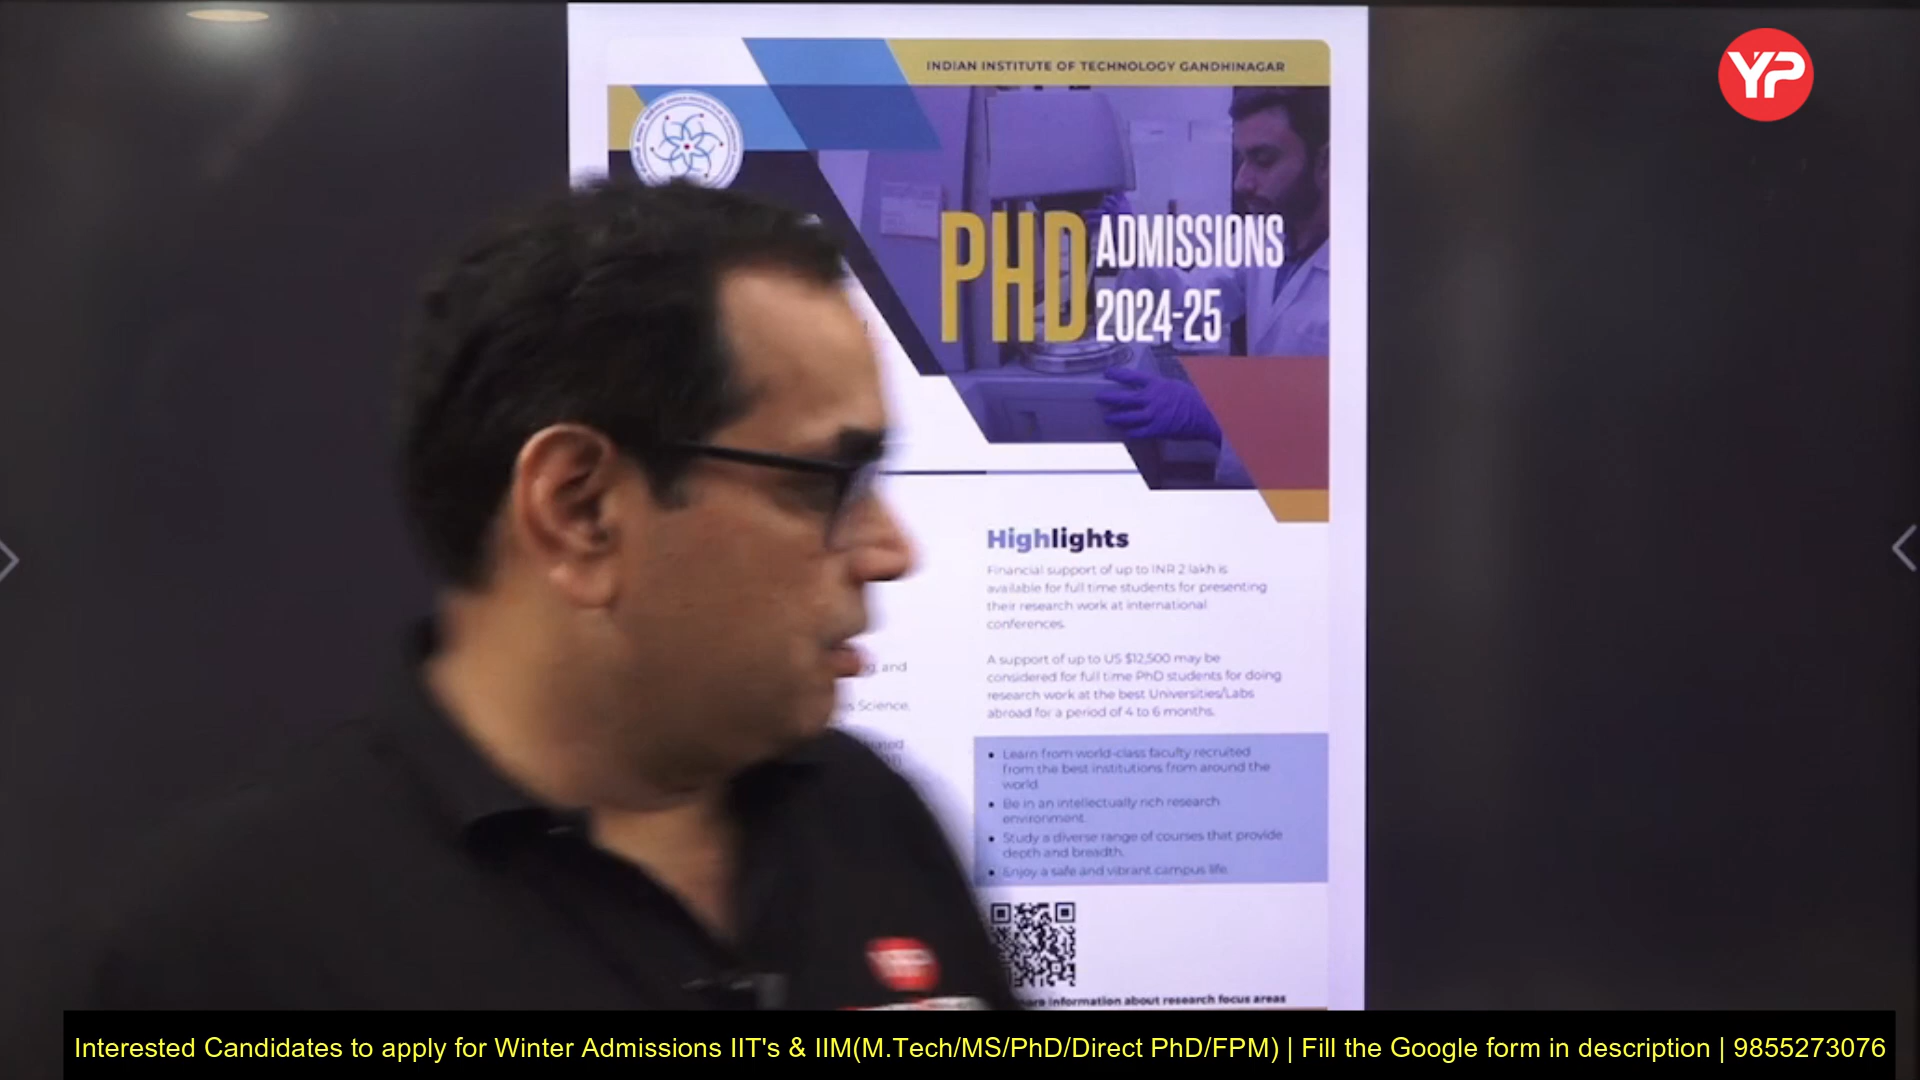 INDIAN INSTITUTE OF TECHNOLOGY GANDHINAGAR
YP
PHD
ADMISSIONS
2024-25
Highlights
Financial support of up to INR 2 lakh is
available for full time students for presenting
their research work at international
conferences.
A support of up to US $12,500 may be
considered for full time PhD students for doing
research work at the best Universities/Labs
abroad for a period of 4 to 6 months.
and
Science,
• Learn from world-class faculty recruited
from the best institutions from around the
world
• Be in an intellectually rich research
environment.
• Study a diverse range of courses that provide
depth and breadth.
• Enjoy a safe and vibrant campus life.
information about research focus areas
Interested Candidates to apply for Winter Admissions IIT's & IIM(M.Tech/MS/PhD/Direct PhD/FPM) | Fill the Google form in description | 9855273076